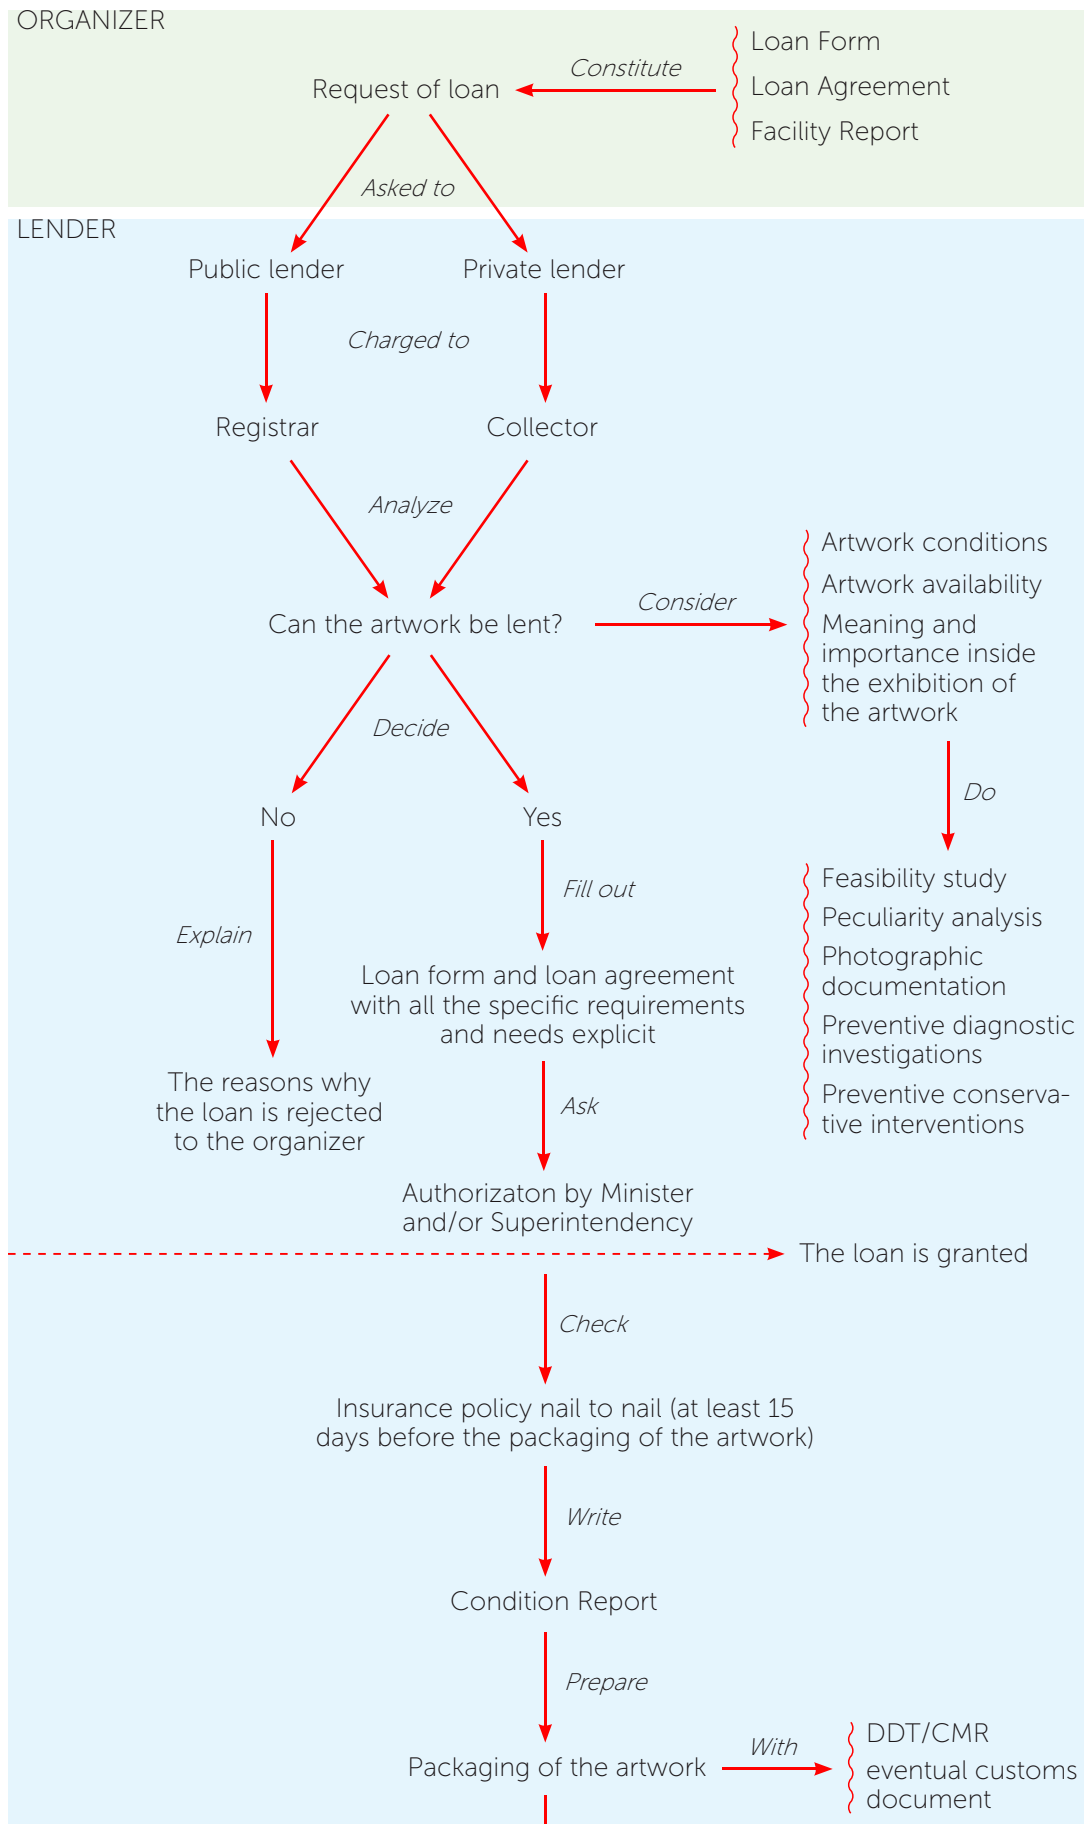 ORGANIZER
Loan Form
Constitute
Request of loan
Loan Agreement
Facility Report
Asked to
LENDER
Public lender
Private lender
Charged to
Registrar
Collector
Analyze
Artwork conditions
Artwork availability
Can the artwork be lent?
Consider
Meaning and
importance inside
the exhibition of
the artwork
Decide
Do
No
Yes
Fill out
Feasibility study
Peculiarity analysis
Photographic
documentation
Preventive diagnostic
investigations
Preventive conserva-
tive interventions
Explain
Loan form and loan agreement
with all the specific requirements
and needs explicit
The reasons why
the loan is rejected
to the organizer
Ask
Authorizaton by Minister
and/or Superintendency
The loan is granted
Check
Insurance policy nail to nail (at least 15
days before the packaging of the artwork)
Write
Condition Report
Prepare
Packaging of the artwork
With
DDT/CMR
eventual customs
document